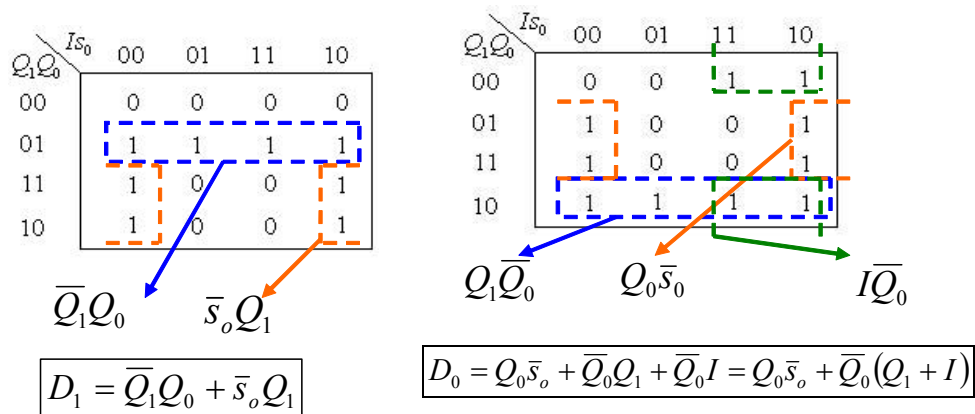 Is₀
Q₁Q₀ 00 01 11 10
00 0 0 0 0
01 1 1 1 1
11 1 0 0 1
10 1 0 0 1
Q̅₁Q₀ s̅ₒQ₁
D₁ = Q̅₁Q₀ + s̅ₒQ₁
Is₀
Q₁Q₀ 00 01 11 10
00 0 0 1 1
01 1 0 0 1
11 1 0 0 1
10 1 1 1 1
Q₁Q̅₀ Q₀s̅₀ IQ̅₀
D₀ = Q₀s̅ₒ + Q̅₀Q₁ + Q̅₀I = Q₀s̅ₒ + Q̅₀(Q₁ + I)